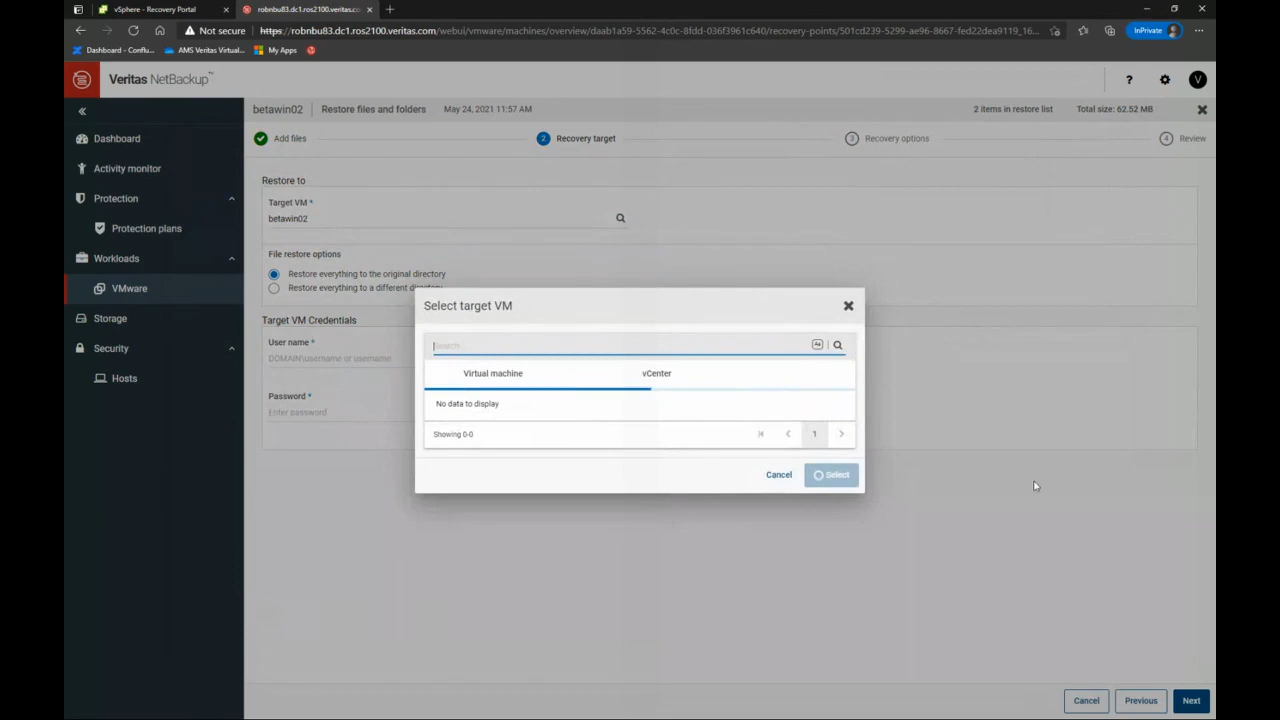 vSphere - Recovery Portal
robnbu83.dc1.ros2100.veritas.co
Not secure
https://robnbu83.dc1.ros2100.veritas.com/webui/vmware/machines/overview/daab1a59-5562-4c0c-8fdd-036f3961c640/recovery-points/501cd239-5299-ae96-8667-fed22dea9119_16...
InPrivate
Dashboard - Conflu...
AMS Veritas Virtual...
My Apps
Veritas NetBackup™
?
V
betawin02
Restore files and folders
May 24, 2021 11:57 AM
2 items in restore list
Total size: 62.52 MB
Dashboard
Activity monitor
Protection
Protection plans
Workloads
VMware
Storage
Security
Hosts
Add files
2 Recovery target
3 Recovery options
4 Review
Restore to
Target VM *
betawin02
File restore options
Restore everything to the original directory
Restore everything to a different
Target VM Credentials
User name *
DOMAIN\username or username
Password *
Enter password
Select target VM
Search
Aa
Virtual machine
vCenter
No data to display
Showing 0-0
1
Cancel
Select
Cancel
Previous
Next